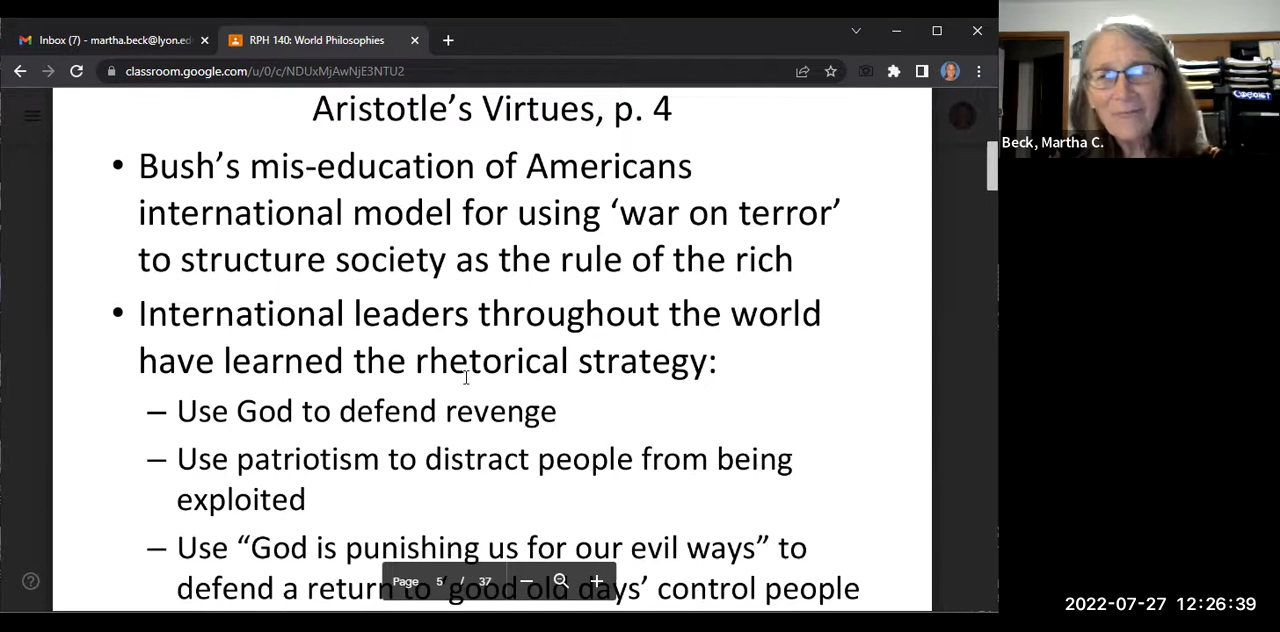 Inbox (7) - martha.beck@lyon.ed
RPH 140: World Philosophies
classroom.google.com/u/0/c/NDUxMjAwNjE3NTU2
Aristotle's Virtues, p. 4
• Bush's mis-education of Americans
international model for using 'war on terror'
to structure society as the rule of the rich
• International leaders throughout the world
have learned the rhetorical strategy:
– Use God to defend revenge
– Use patriotism to distract people from being
exploited
– Use "God is punishing us for our evil ways" to
defend a return to 'good old days' control people
Page 5 / 37
Beck, Martha C.
2022-07-27 12:26:39